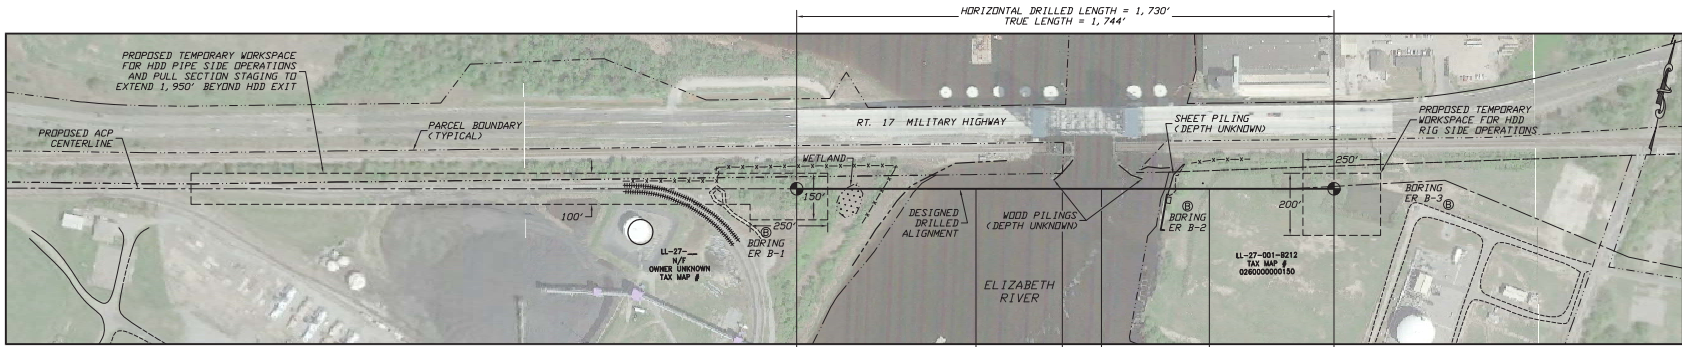 HORIZONTAL DRILLED LENGTH = 1,730'
TRUE LENGTH = 1,744'
PROPOSED TEMPORARY WORKSPACE
FOR HDD PIPE SIDE OPERATIONS
AND PULL SECTION STAGING TO
EXTEND 1,950' BEYOND HDD EXIT
PROPOSED ACP
CENTERLINE
PARCEL BOUNDARY
(TYPICAL)
RT. 17 MILITARY HIGHWAY
SHEET PILING
(DEPTH UNKNOWN)
PROPOSED TEMPORARY
WORKSPACE FOR HDD
RIG SIDE OPERATIONS
WETLAND
250'
150'
200'
100'
250'
BORING
ER B-3
B
B
BORING
ER B-1
B
BORING
ER B-2
DESIGNED
DRILLED
ALIGNMENT
WOOD PILINGS
(DEPTH UNKNOWN)
LL-27-__
N/F
OWNER UNKNOWN
TAX MAP #
LL-27-001-B212
TAX MAP #
0260000000150
ELIZABETH
RIVER